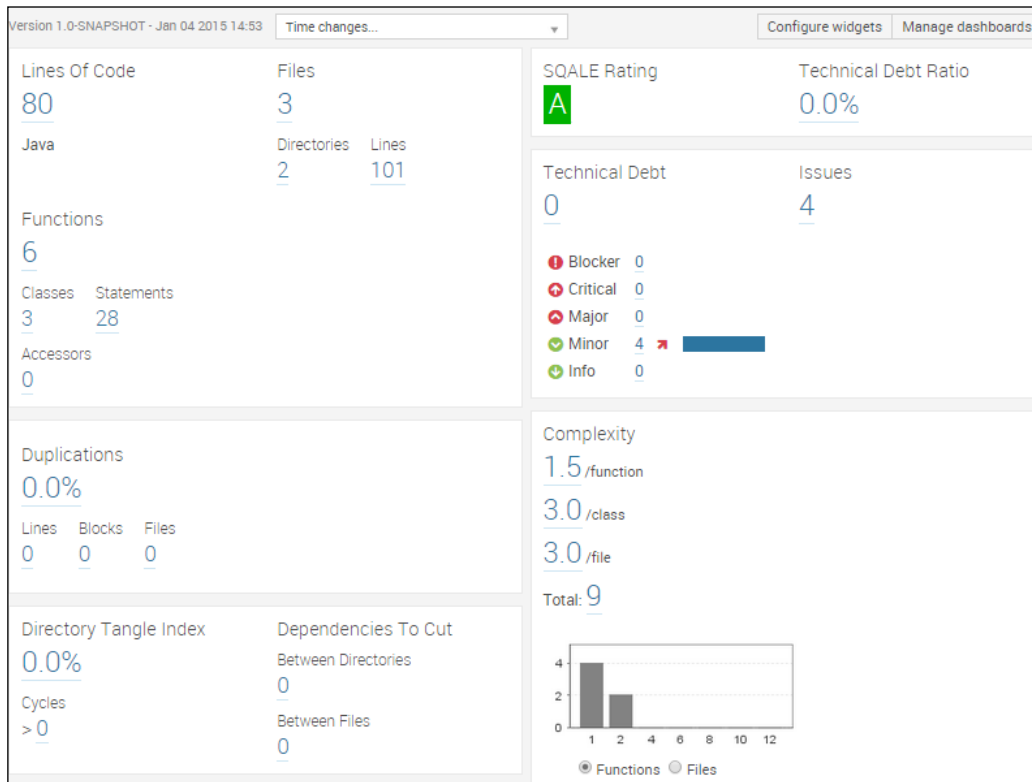 Version 1.0-SNAPSHOT - Jan 04 2015 14:53 Time changes... Configure widgets Manage dashboards
Lines Of Code Files
80 3
Java Directories Lines
2 101
Functions
6
Classes Statements
3 28
Accessors
0
Duplications
0.0%
Lines Blocks Files
0 0 0
Directory Tangle Index Dependencies To Cut
0.0% Between Directories
0
Cycles Between Files
> 0 0
SQALE Rating Technical Debt Ratio
A 0.0%
Technical Debt Issues
0 4
Blocker 0
Critical 0
Major 0
Minor 4
Info 0
Complexity
1.5 /function
3.0 /class
3.0 /file
Total: 9
4
2
0
1 2 4 6 8 10 12
Functions Files